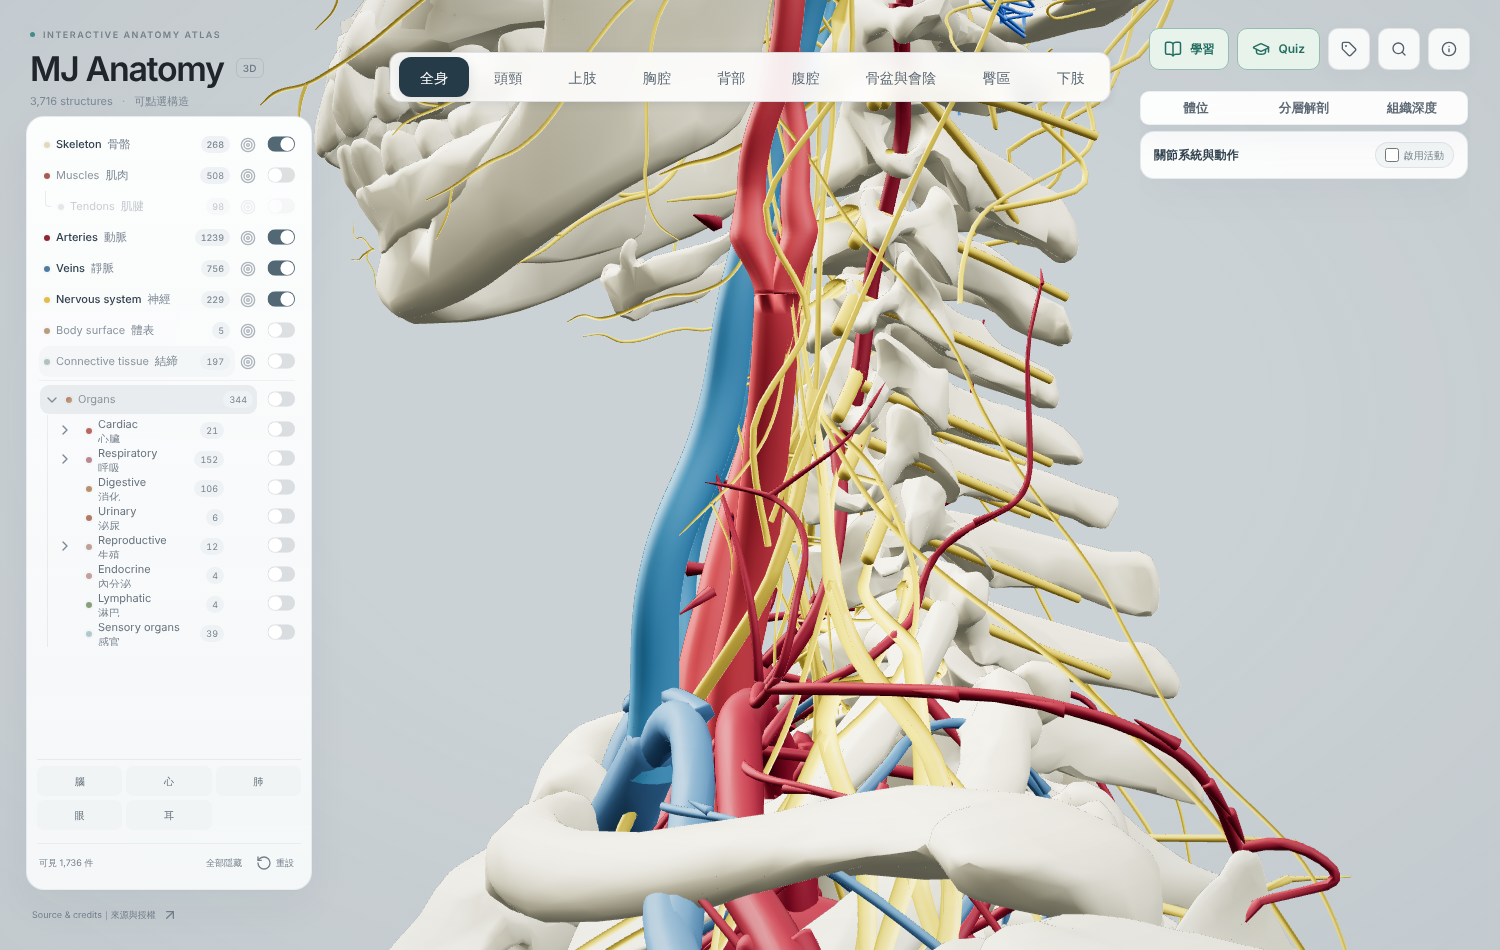 INTERACTIVE ANATOMY ATLAS
MJ Anatomy 3D
3,716 structures · 可點選構造
全身 頭頸 上肢 胸腔 背部 腹腔 骨盆與會陰 臀區 下肢
學習 Quiz
體位 分層解剖 組織深度
關節系統與動作 啟用活動
Skeleton 骨骼 268
Muscles 肌肉 508
Tendons 肌腱 98
Arteries 動脈 1239
Veins 靜脈 756
Nervous system 神經 229
Body surface 體表 5
Connective tissue 結締 197
Organs 344
Cardiac 21
心臟
Respiratory 152
呼吸
Digestive 106
消化
Urinary 6
泌尿
Reproductive 12
生殖
Endocrine 4
內分泌
Lymphatic 4
淋巴
Sensory organs 39
感官
腦 心 肺
眼 耳
可見 1,736 件 全部隱藏 重設
Source & credits | 來源與授權